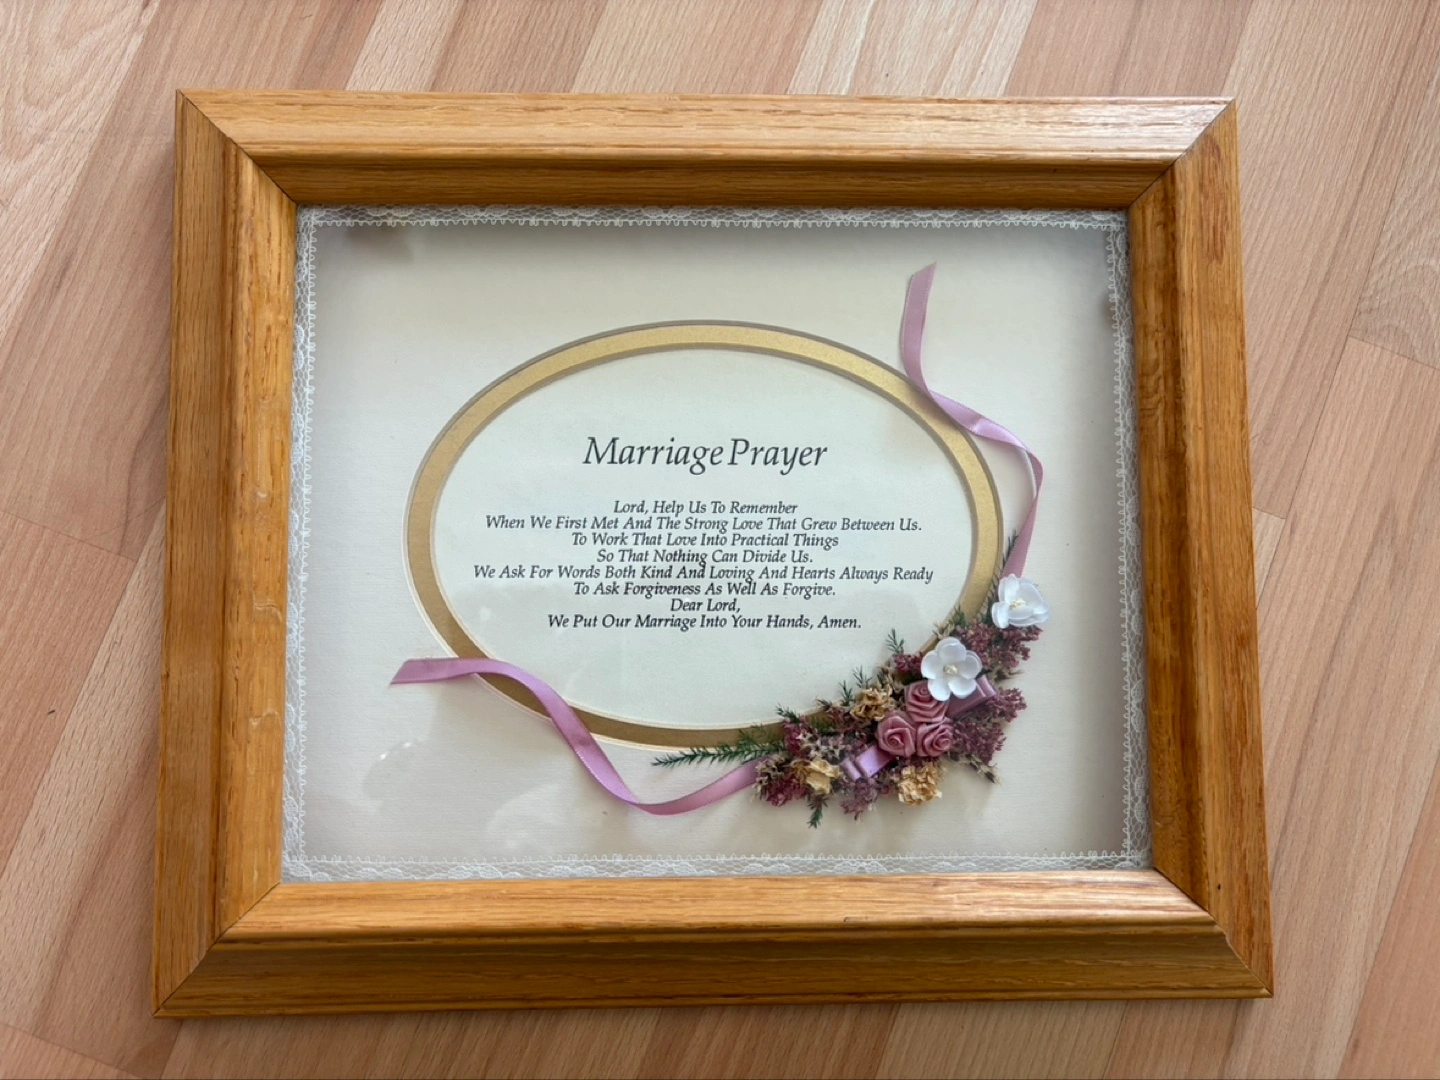 Marriage Prayer
Lord, Help Us To Remember
When We First Met And The Strong Love That Grew Between Us.
To Work That Love Into Practical Things
So That Nothing Can Divide Us.
We Ask For Words Both Kind And Loving And Hearts Always Ready
To Ask Forgiveness As Well As Forgive.
Dear Lord,
We Put Our Marriage Into Your Hands, Amen.